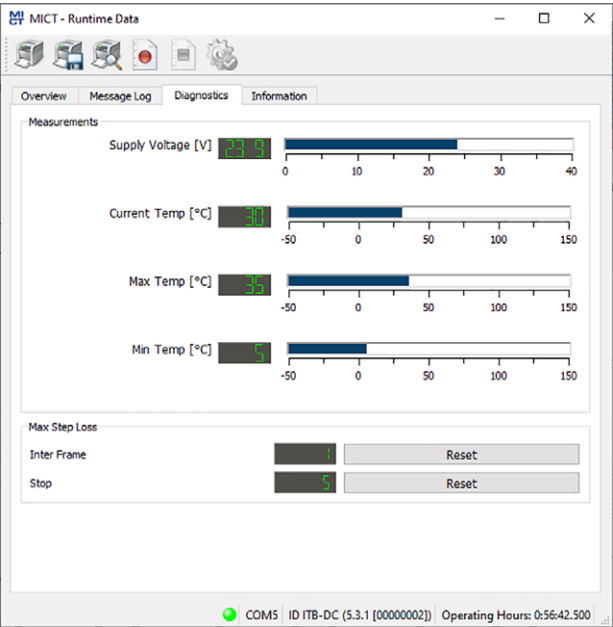 MICT - Runtime Data
Overview Message Log Diagnostics Information
Measurements
Supply Voltage [V] 23.9
0 10 20 30 40
Current Temp [°C] 30
-50 0 50 100 150
Max Temp [°C] 35
-50 0 50 100 150
Min Temp [°C] 5
-50 0 50 100 150
Max Step Loss
Inter Frame 1 Reset
Stop 5 Reset
COM5 ID ITB-DC (5.3.1 [00000002]) Operating Hours: 0:56:42.500